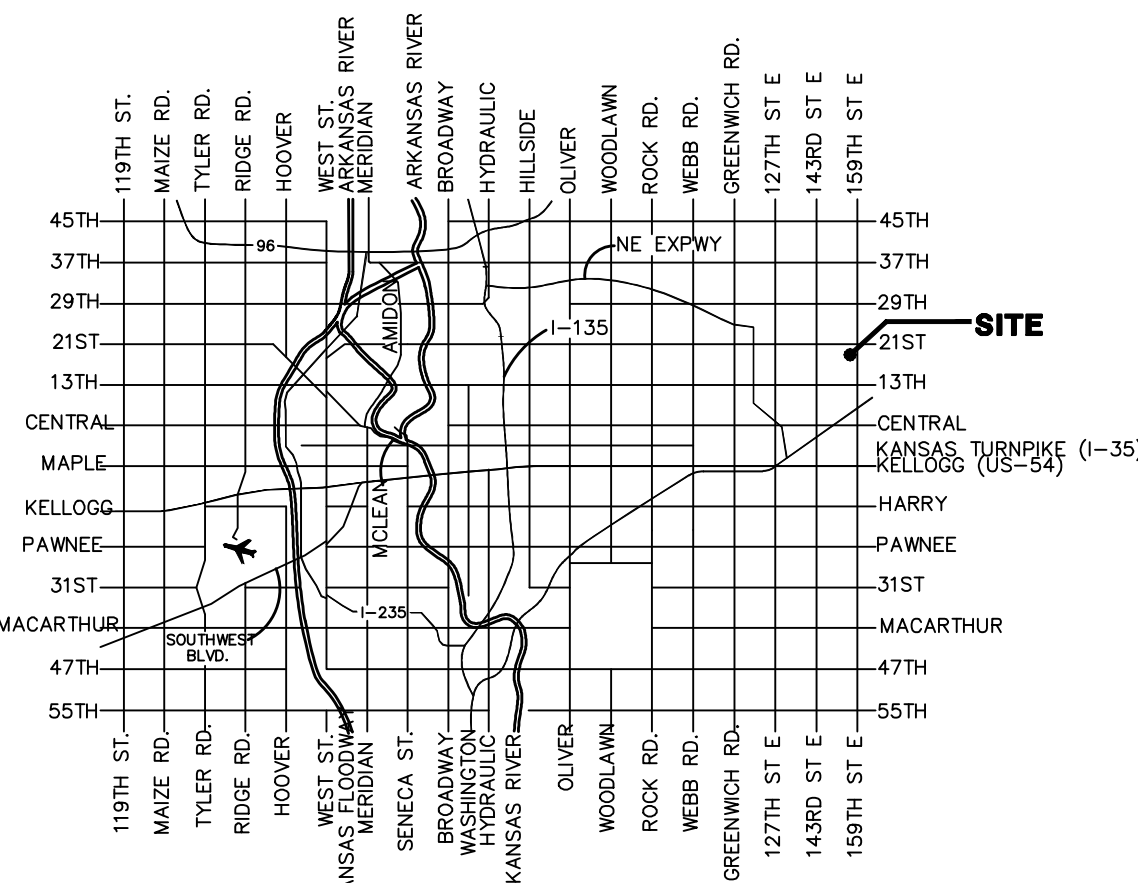 119TH ST.
MAIZE RD.
TYLER RD.
RIDGE RD.
HOOVER
WEST ST.
ARKANSAS RIVER
MERIDIAN
ARKANSAS RIVER
BROADWAY
HYDRAULIC
HILLSIDE
OLIVER
WOODLAWN
ROCK RD.
WEBB RD.
GREENWICH RD.
127TH ST E
143RD ST E
159TH ST E
45TH
45TH
96
NE EXPWY
37TH
37TH
29TH
29TH
AMIDON
I-135
SITE
21ST
21ST
13TH
13TH
CENTRAL
CENTRAL
KANSAS TURNPIKE (I-35)
MAPLE
KELLOGG (US-54)
KELLOGG
HARRY
MCLEAN
PAWNEE
PAWNEE
31ST
31ST
I-235
MACARTHUR
MACARTHUR
SOUTHWEST
BLVD.
47TH
47TH
55TH
55TH
119TH ST.
MAIZE RD.
TYLER RD.
RIDGE RD.
HOOVER
WEST ST.
ANSAS FLOODWAY
MERIDIAN
SENECA ST.
BROADWAY
WASHINGTON
HYDRAULIC
KANSAS RIVER
OLIVER
WOODLAWN
ROCK RD.
WEBB RD.
GREENWICH RD.
127TH ST E
143RD ST E
159TH ST E